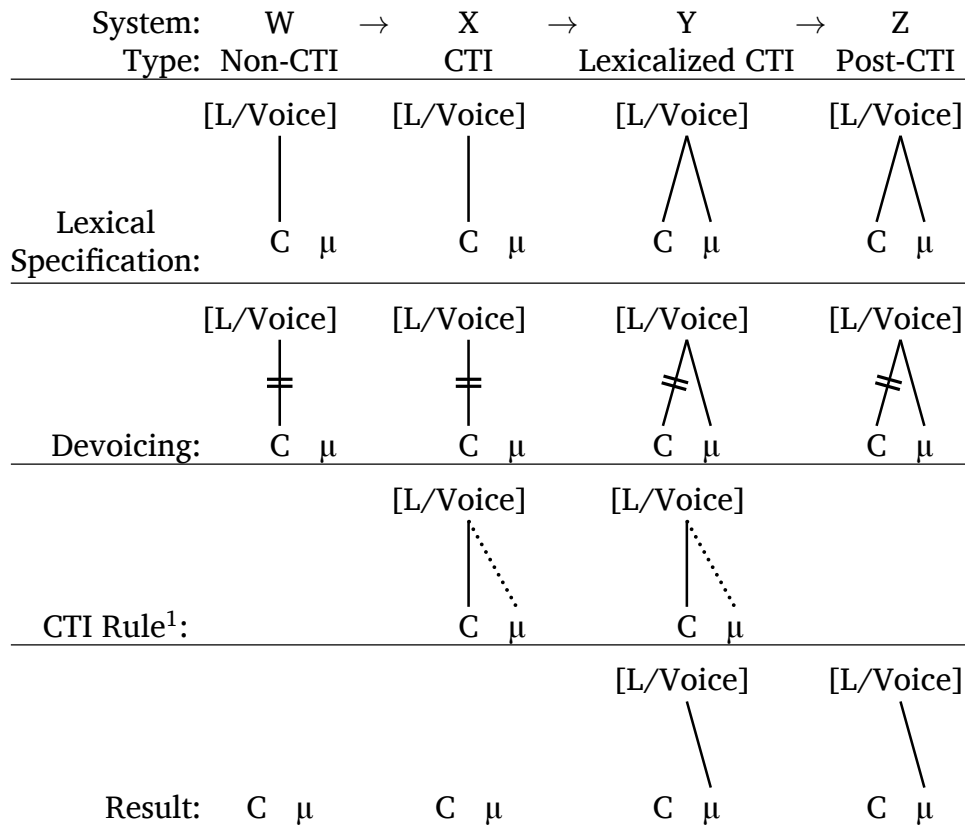 System: W → X → Y → Z
Type: Non-CTI CTI Lexicalized CTI Post-CTI
[L/Voice] [L/Voice] [L/Voice] [L/Voice]
Lexical
Specification:
C μ C μ C μ C μ
[L/Voice] [L/Voice] [L/Voice] [L/Voice]
Devoicing: C μ C μ C μ C μ
[L/Voice] [L/Voice]
CTI Rule¹: C μ C μ
[L/Voice] [L/Voice]
Result: C μ C μ C μ C μ